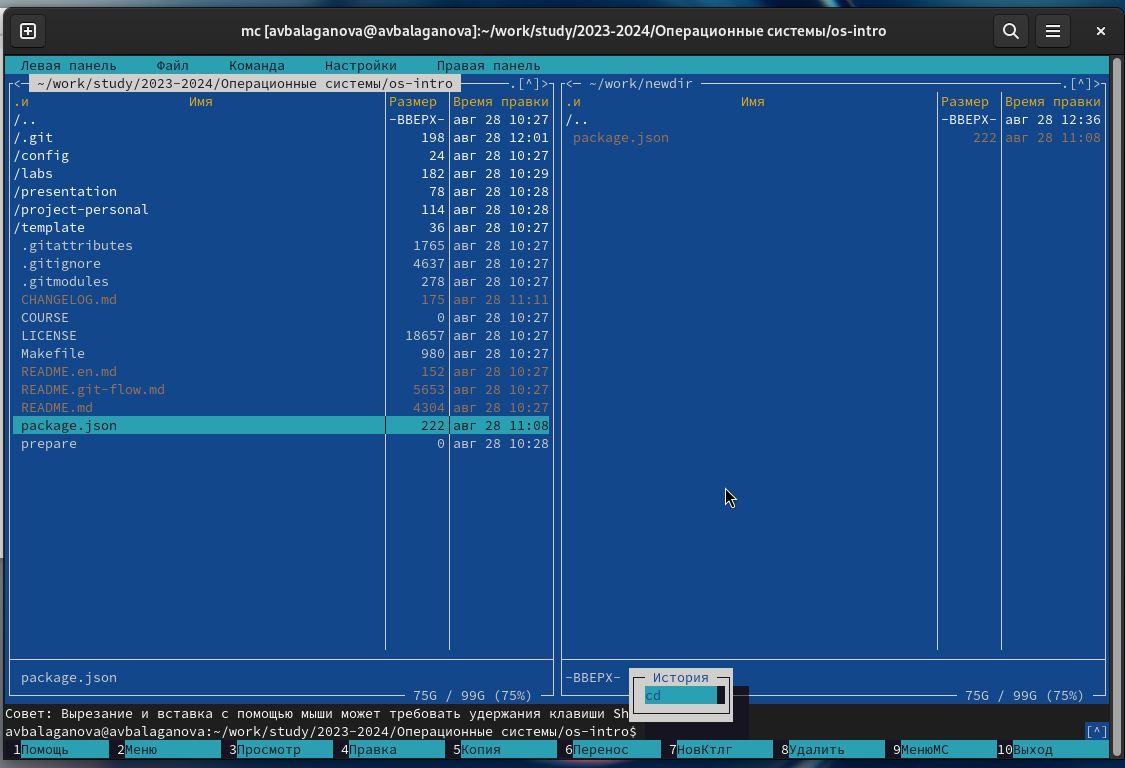 mc [avbalaganova@avbalaganova]:~/work/study/2023-2024/Операционные системы/os-intro
Левая панель Файл Команда Настройки Правая панель
<─ ~/work/study/2023-2024/Операционные системы/os-intro ─.[^]>
.и Имя Размер Время правки
/.. -ВВЕРХ- авг 28 10:27
/.git 198 авг 28 12:01
/config 24 авг 28 10:27
/labs 182 авг 28 10:29
/presentation 78 авг 28 10:28
/project-personal 114 авг 28 10:28
/template 36 авг 28 10:27
.gitattributes 1765 авг 28 10:27
.gitignore 4637 авг 28 10:27
.gitmodules 278 авг 28 10:27
CHANGELOG.md 175 авг 28 11:11
COURSE 0 авг 28 10:27
LICENSE 18657 авг 28 10:27
Makefile 980 авг 28 10:27
README.en.md 152 авг 28 10:27
README.git-flow.md 5653 авг 28 10:27
README.md 4304 авг 28 10:27
package.json 222 авг 28 11:08
prepare 0 авг 28 10:28
package.json
75G / 99G (75%)
<─ ~/work/newdir ─.[^]>
.и Имя Размер Время правки
/.. -ВВЕРХ- авг 28 12:36
package.json 222 авг 28 11:08
-ВВЕРХ-
75G / 99G (75%)
История
cd
Совет: Вырезание и вставка с помощью мыши может требовать удержания клавиши Sh
avbalaganova@avbalaganova:~/work/study/2023-2024/Операционные системы/os-intro$ [^]
1Помощь 2Меню 3Просмотр 4Правка 5Копия 6Перенос 7НовКтлг 8Удалить 9МенюМС 10Выход